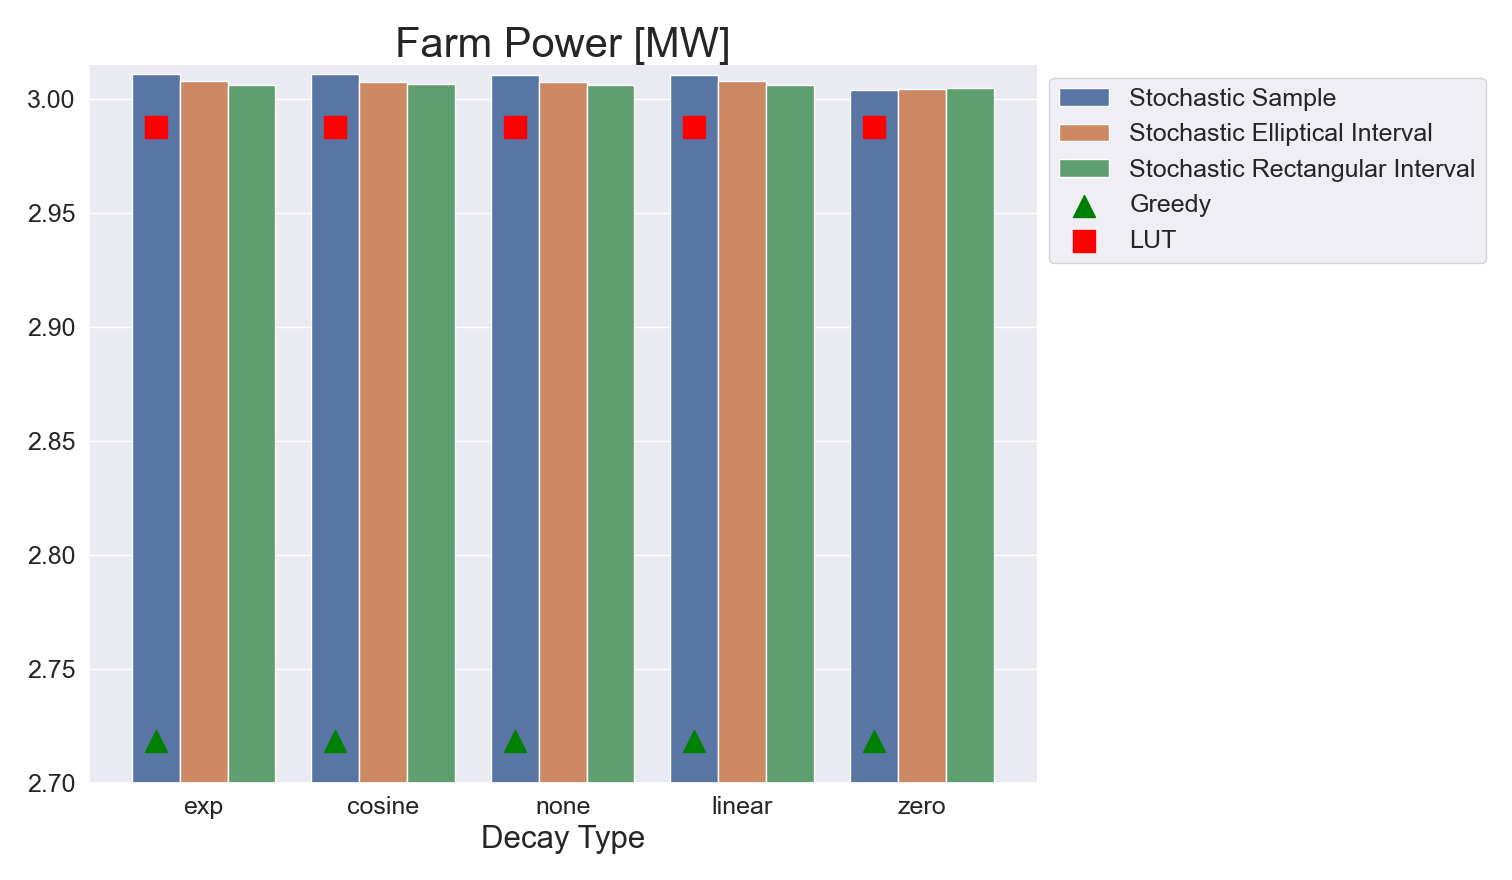 Farm Power [MW]
3.00
2.95
2.90
2.85
2.80
2.75
2.70
exp
cosine
none
linear
zero
Decay Type
Stochastic Sample
Stochastic Elliptical Interval
Stochastic Rectangular Interval
Greedy
LUT